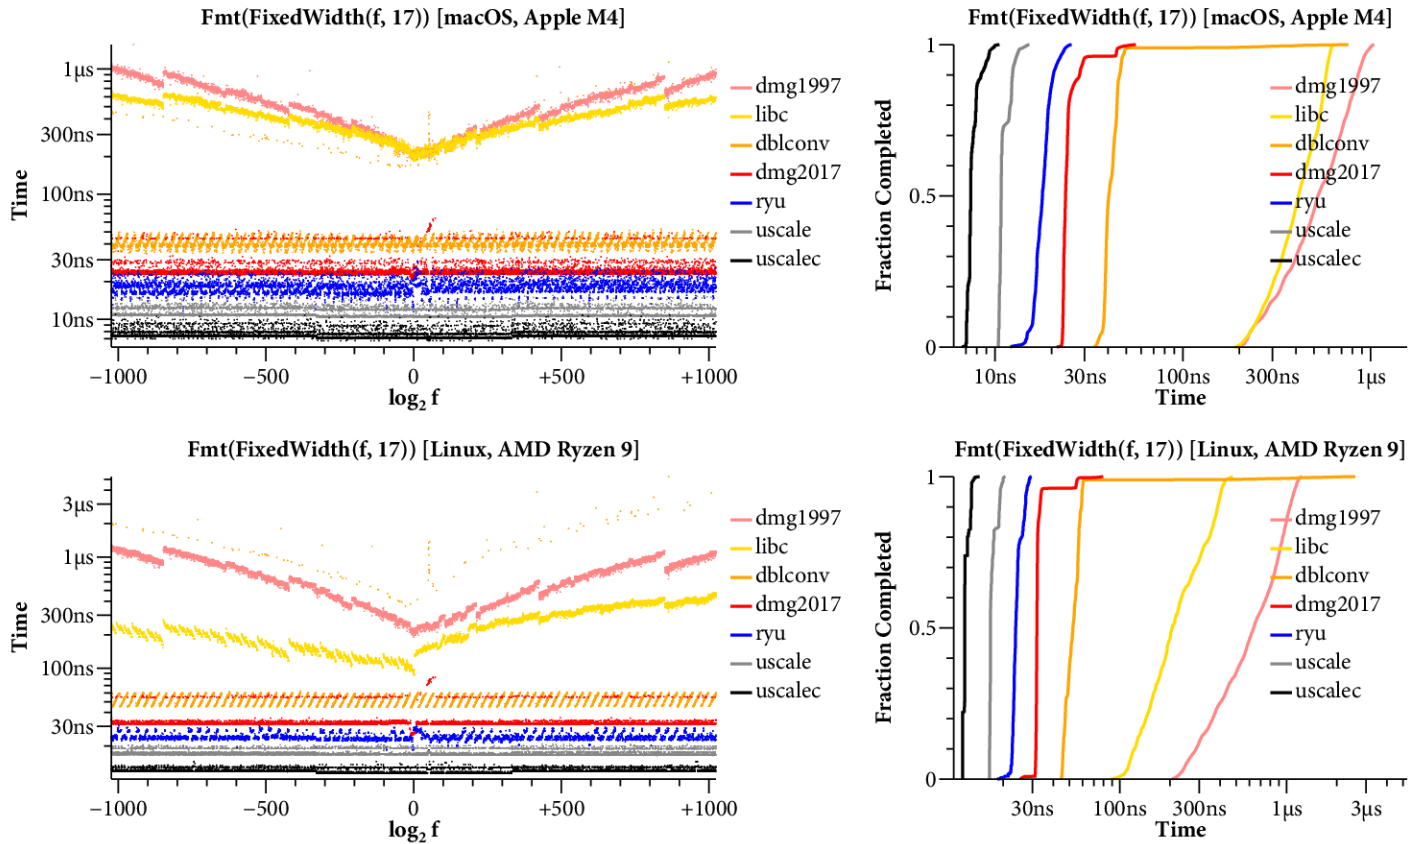 Fmt(FixedWidth(f, 17)) [macOS, Apple M4]
1μs
300ns
100ns
30ns
10ns
Time
−1000
−500
0
+500
+1000
log2 f
dmg1997
libc
dblconv
dmg2017
ryu
uscale
uscalec
Fmt(FixedWidth(f, 17)) [macOS, Apple M4]
1
0.5
0
Fraction Completed
10ns
30ns
100ns
300ns
1μs
Time
dmg1997
libc
dblconv
dmg2017
ryu
uscale
uscalec
Fmt(FixedWidth(f, 17)) [Linux, AMD Ryzen 9]
3μs
1μs
300ns
100ns
30ns
Time
−1000
−500
0
+500
+1000
log2 f
dmg1997
libc
dblconv
dmg2017
ryu
uscale
uscalec
Fmt(FixedWidth(f, 17)) [Linux, AMD Ryzen 9]
1
0.5
0
Fraction Completed
30ns
100ns
300ns
1μs
3μs
Time
dmg1997
libc
dblconv
dmg2017
ryu
uscale
uscalec